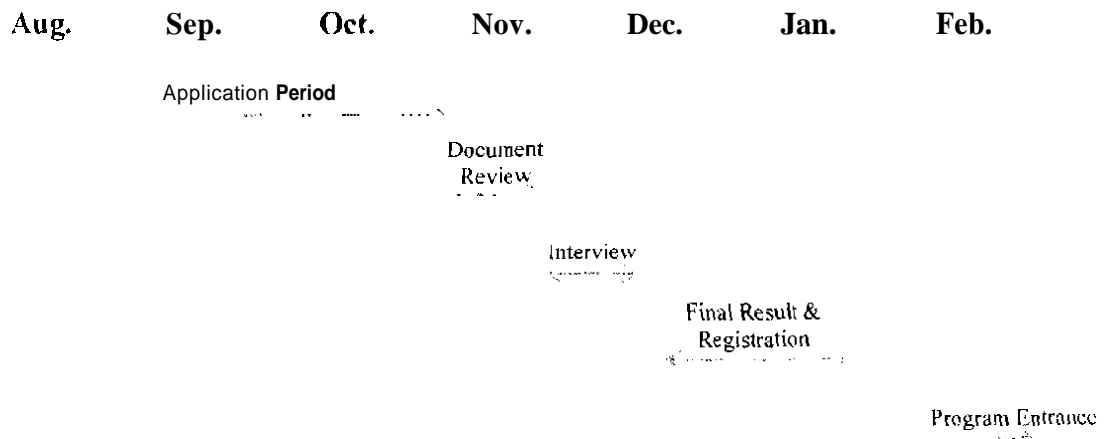 Aug. Sep. Oct. Nov. Dec. Jan. Feb.
Application Period
Document
Review
Interview
Final Result &
Registration
Program Entrance